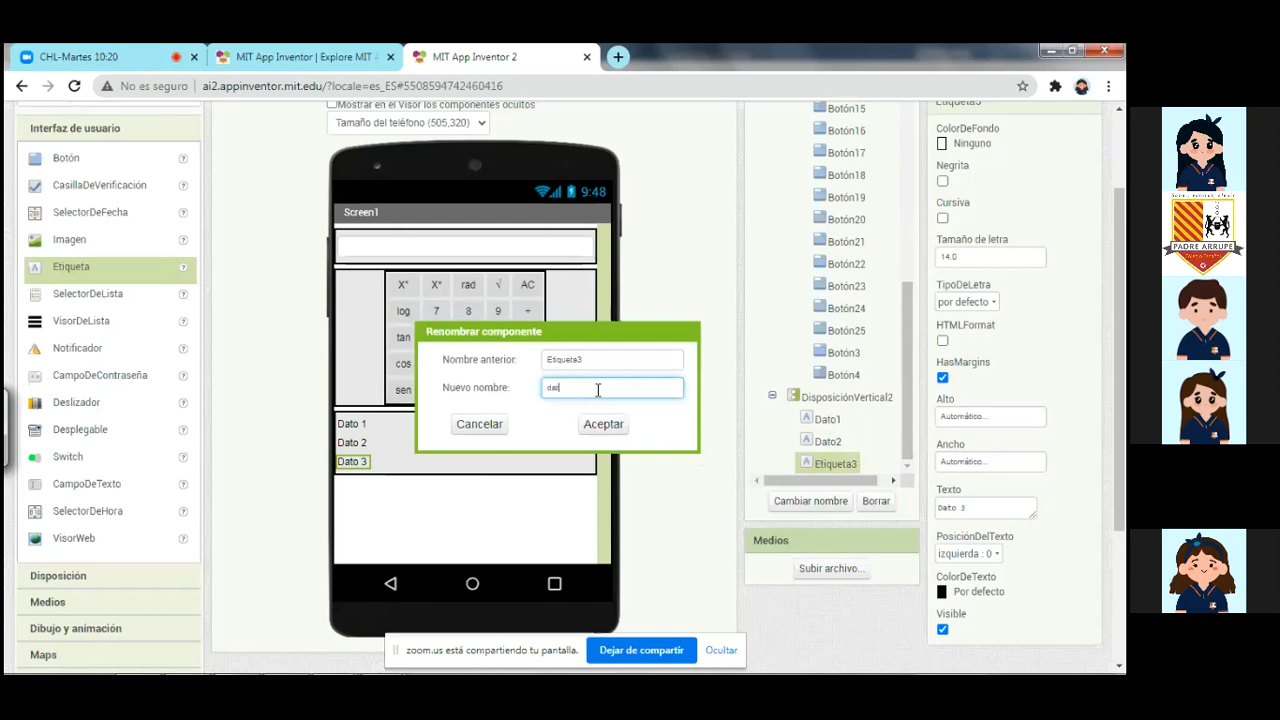 CHL-Martes 10:20
MIT App Inventor | Explore MIT
MIT App Inventor 2
No es seguro
ai2.appinventor.mit.edu/?locale=es_ES#5508594742460416
Interfaz de usuario
Botón
CasillaDeVerificación
SelectorDeFecha
Imagen
Etiqueta
SelectorDeLista
VisorDeLista
Notificador
CampoDeContraseña
Deslizador
Desplegable
Switch
CampoDeTexto
SelectorDeHora
VisorWeb
Disposición
Medios
Dibujo y animación
Maps
Mostrar en el Visor los componentes ocultos
Tamaño del teléfono (505,320)
9:48
Screen1
rad √ AC
log 7 8 9 ÷
tan
cos
sen
Dato 1
Dato 2
Dato 3
Renombrar componente
Nombre anterior: Etiqueta3
Nuevo nombre: dat
Cancelar Aceptar
Botón15
Botón16
Botón17
Botón18
Botón19
Botón20
Botón21
Botón22
Botón23
Botón24
Botón25
Botón3
Botón4
DisposiciónVertical2
Dato1
Dato2
Etiqueta3
Cambiar nombre Borrar
Medios
Subir archivo...
Etiqueta3
ColorDeFondo
Ninguno
Negrita
Cursiva
Tamaño de letra
14.0
TipoDeLetra
por defecto
HTMLFormat
HasMargins
Alto
Automático...
Ancho
Automático...
Texto
Dato 3
PosiciónDelTexto
izquierda : 0
ColorDeTexto
Por defecto
Visible
zoom.us está compartiendo tu pantalla. Dejar de compartir Ocultar
PADRE ARRUPE